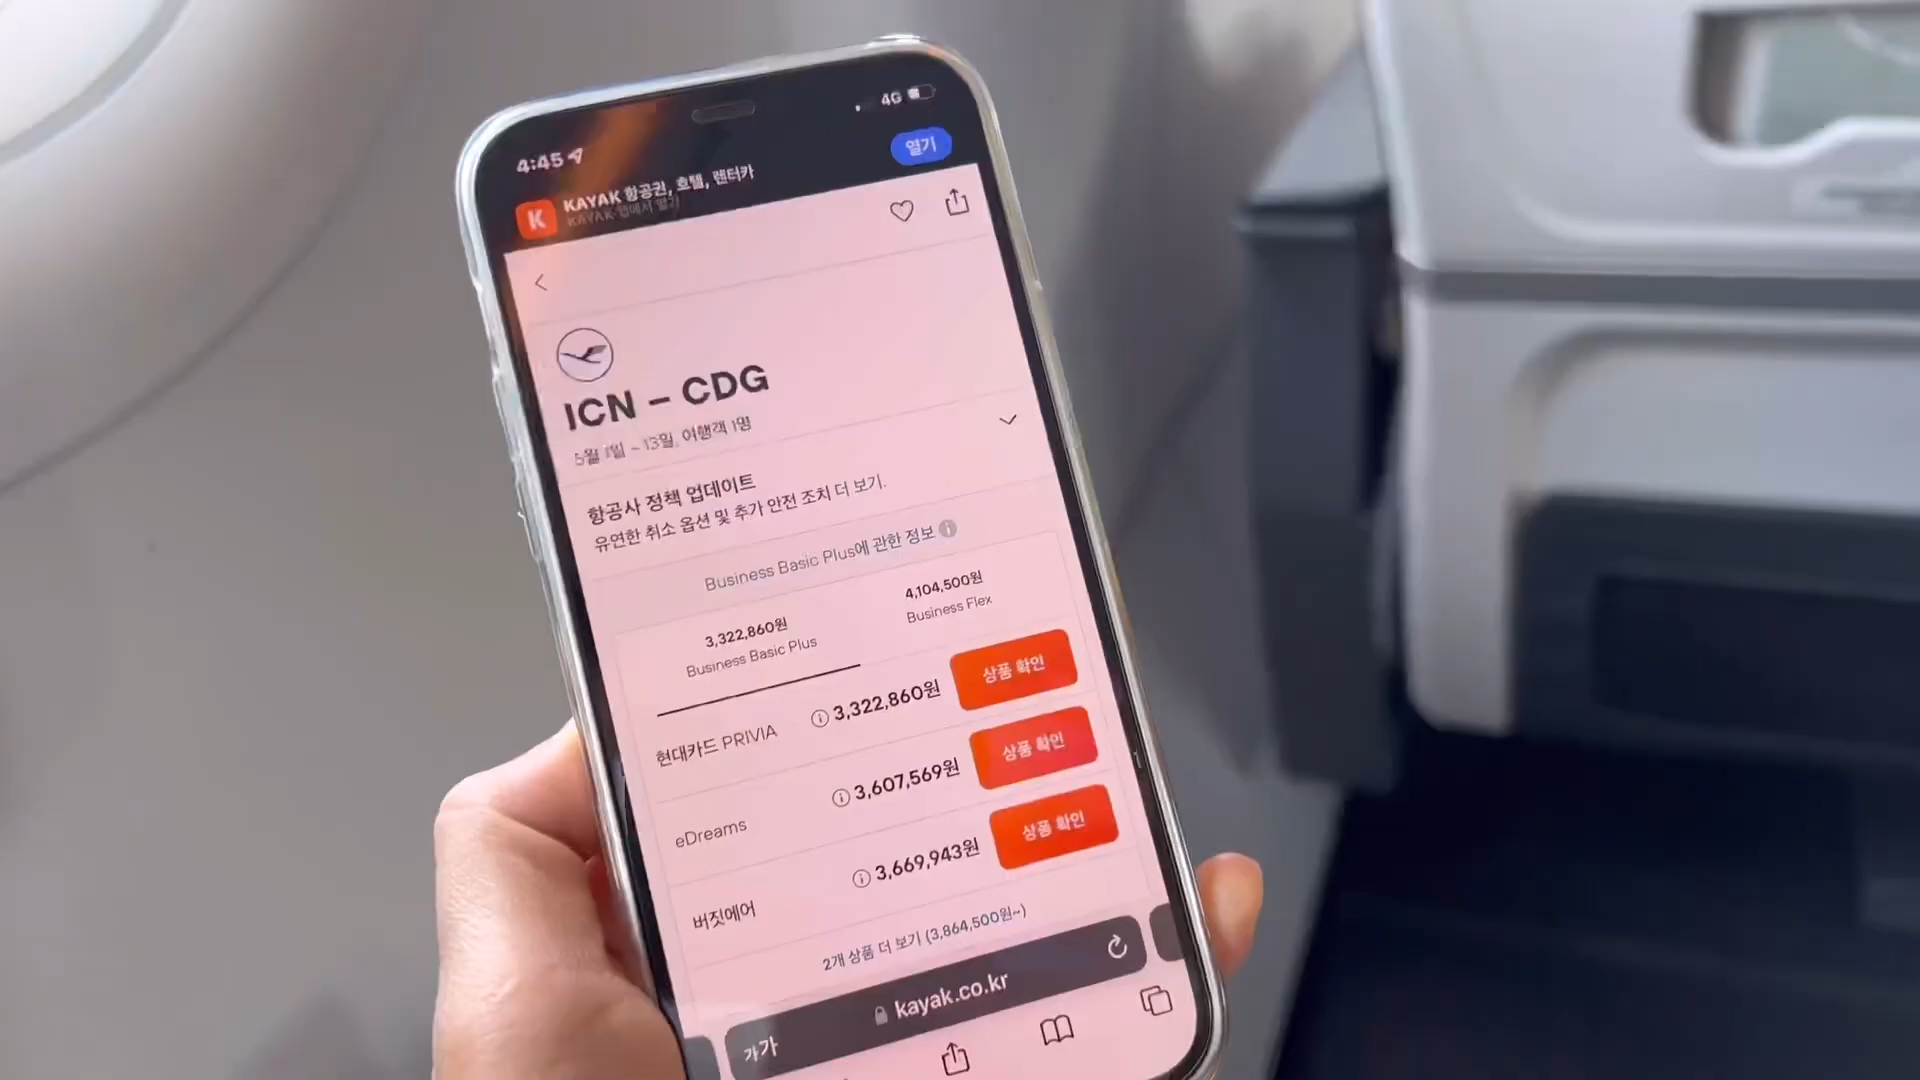 4:45
4G
KAYAK 항공권, 호텔, 렌터카
KAYAK 앱에서 열기
열기
K
ICN – CDG
~ 13일, 여행객 1명
항공사 정책 업데이트
유연한 취소 옵션 및 추가 안전 조치 더 보기.
Business Basic Plus에 관한 정보
3,322,860원
Business Basic Plus
4,104,500원
Business Flex
현대카드 PRIVIA
3,322,860원
상품 확인
eDreams
3,607,569원
상품 확인
버짓에어
3,669,943원
상품 확인
2개 상품 더 보기 (3,864,500원~)
가가
kayak.co.kr